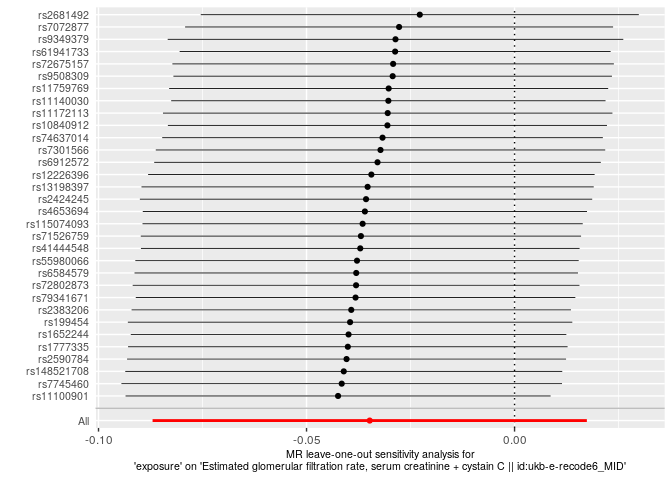 rs2681492
rs7072877
rs9349379
rs61941733
rs72675157
rs9508309
rs11759769
rs11140030
rs11172113
rs10840912
rs74637014
rs7301566
rs6912572
rs12226396
rs13198397
rs2424245
rs4653694
rs115074093
rs71526759
rs41444548
rs55980066
rs6584579
rs72802873
rs79341671
rs2383206
rs199454
rs1652244
rs1777335
rs2590784
rs148521708
rs7745460
rs11100901
All
-0.10 -0.05 0.00
MR leave-one-out sensitivity analysis for
'exposure' on 'Estimated glomerular filtration rate, serum creatinine + cystain C || id:ukb-e-recode6_MID'